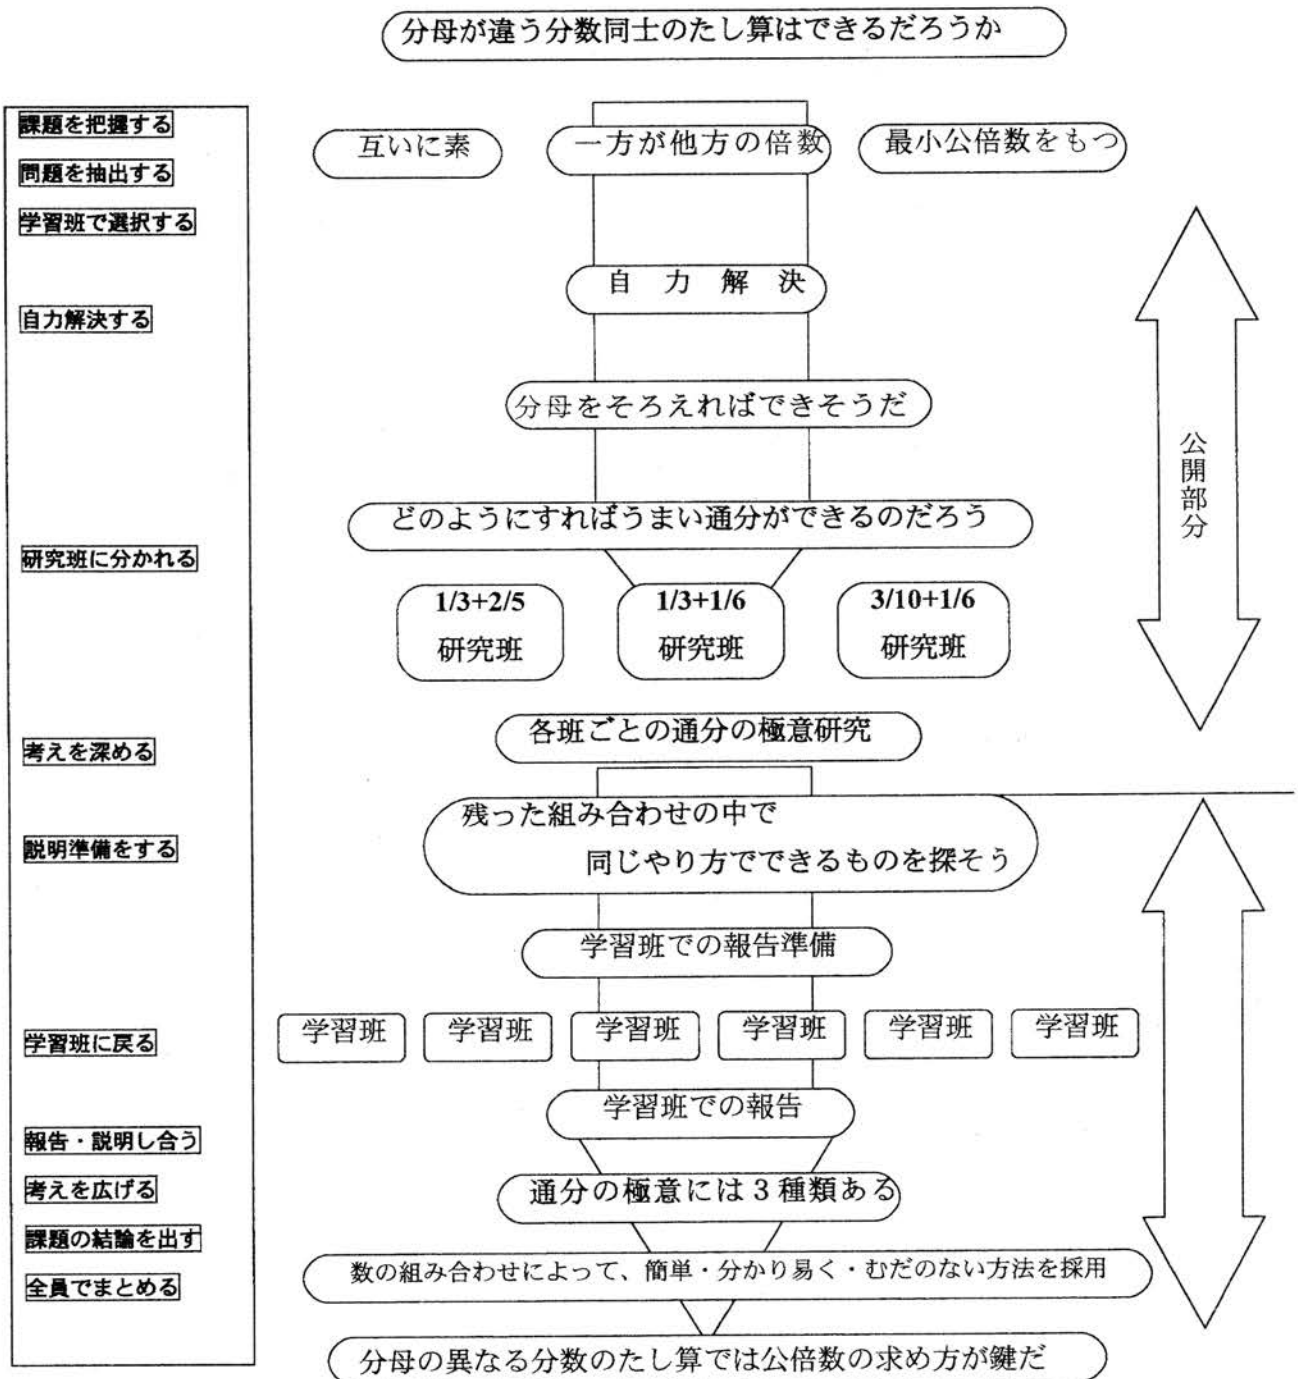 分母が違う分数同士のたし算はできるだろうか
課題を把握する
互いに素
一方が他方の倍数
最小公倍数をもつ
問題を抽出する
学習班で選択する
自力解決
自力解決する
分母をそろえればできそうだ
公開部分
どのようにすればうまい通分ができるのだろう
研究班に分かれる
1/3+2/5
研究班
1/3+1/6
研究班
3/10+1/6
研究班
各班ごとの通分の極意研究
考えを深める
残った組み合わせの中で
同じやり方でできるものを探そう
説明準備をする
学習班での報告準備
学習班
学習班
学習班
学習班
学習班
学習班
学習班に戻る
学習班での報告
報告・説明し合う
考えを広げる
通分の極意には3種類ある
課題の結論を出す
数の組み合わせによって、簡単・分かり易く・むだのない方法を採用
全員でまとめる
分母の異なる分数のたし算では公倍数の求め方が鍵だ